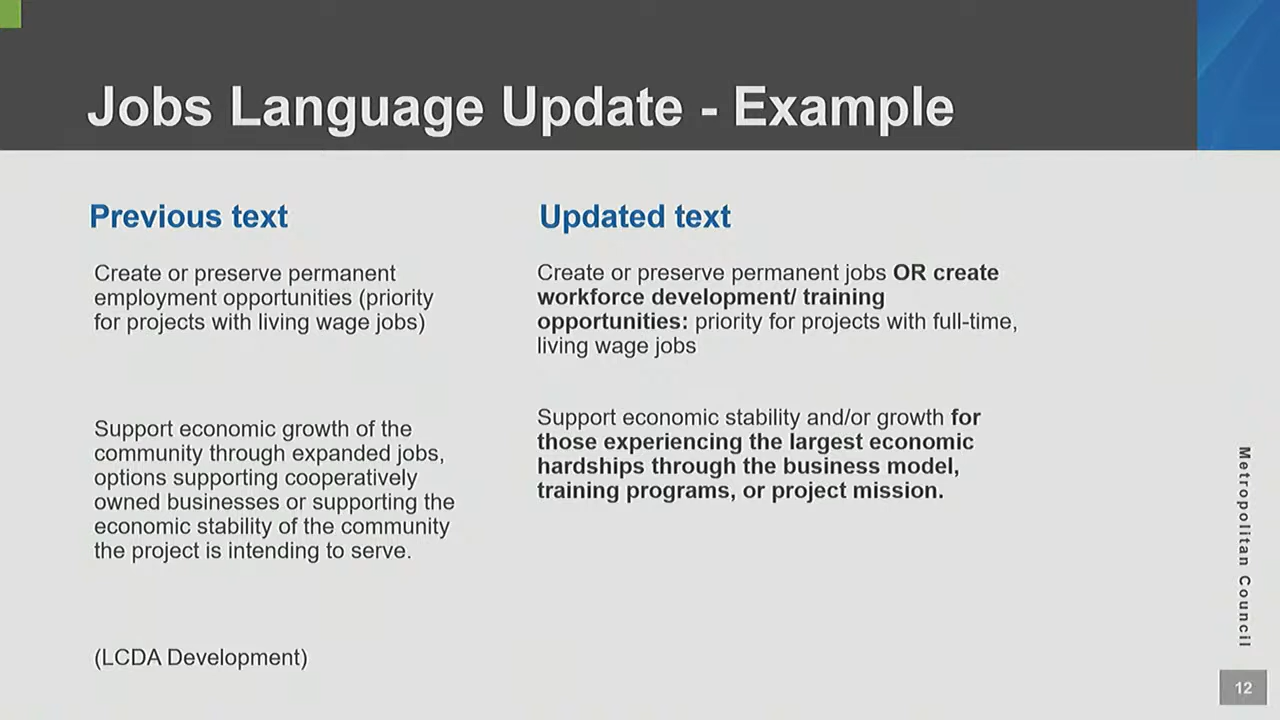 Jobs Language Update - Example
Previous text
Create or preserve permanent
employment opportunities (priority
for projects with living wage jobs)
Support economic growth of the
community through expanded jobs,
options supporting cooperatively
owned businesses or supporting the
economic stability of the community
the project is intending to serve.
(LCDA Development)
Updated text
Create or preserve permanent jobs OR create
workforce development/ training
opportunities: priority for projects with full-time,
living wage jobs
Support economic stability and/or growth for
those experiencing the largest economic
hardships through the business model,
training programs, or project mission.
Metropolitan Council
12